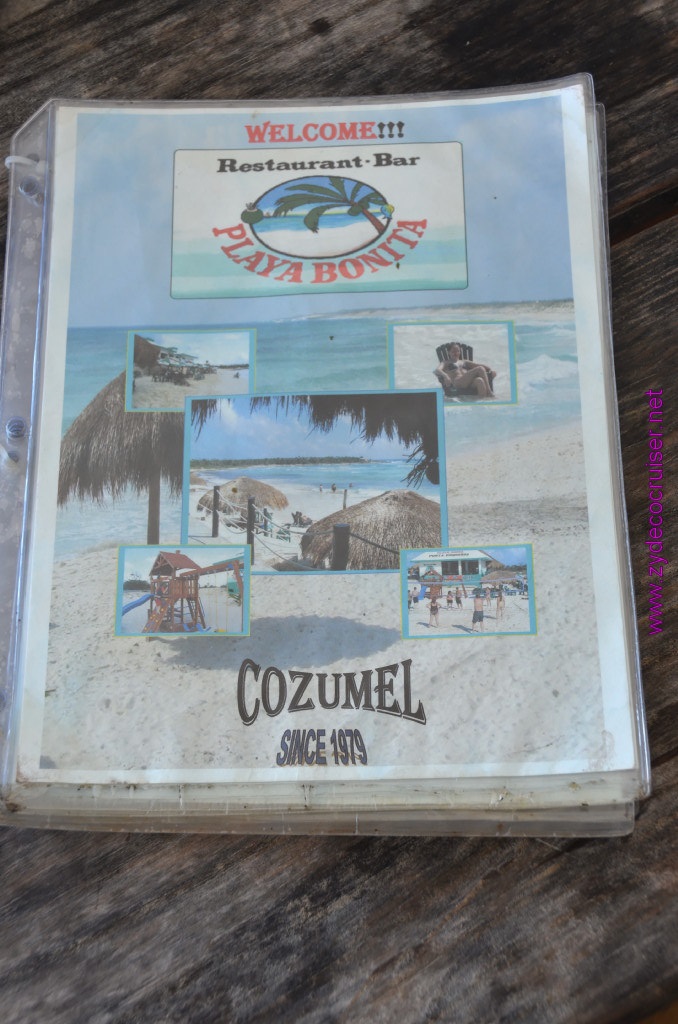 WELCOME!!!
Restaurant · Bar
PLAYA BONITA
COZUMEL
SINCE 1979
www.zydecocruiser.net